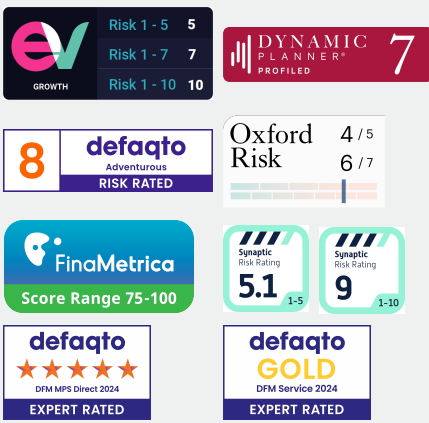 ev
GROWTH
Risk 1 - 5 5
Risk 1 - 7 7
Risk 1 - 10 10
DYNAMIC
PLANNER®
PROFILED
7
8
defaqto
Adventurous
RISK RATED
Oxford
Risk
4 / 5
6 / 7
FinaMetrica
Score Range 75-100
Synaptic
Risk Rating
5.1
1-5
Synaptic
Risk Rating
9
1-10
defaqto
DFM MPS Direct 2024
EXPERT RATED
defaqto
GOLD
DFM Service 2024
EXPERT RATED